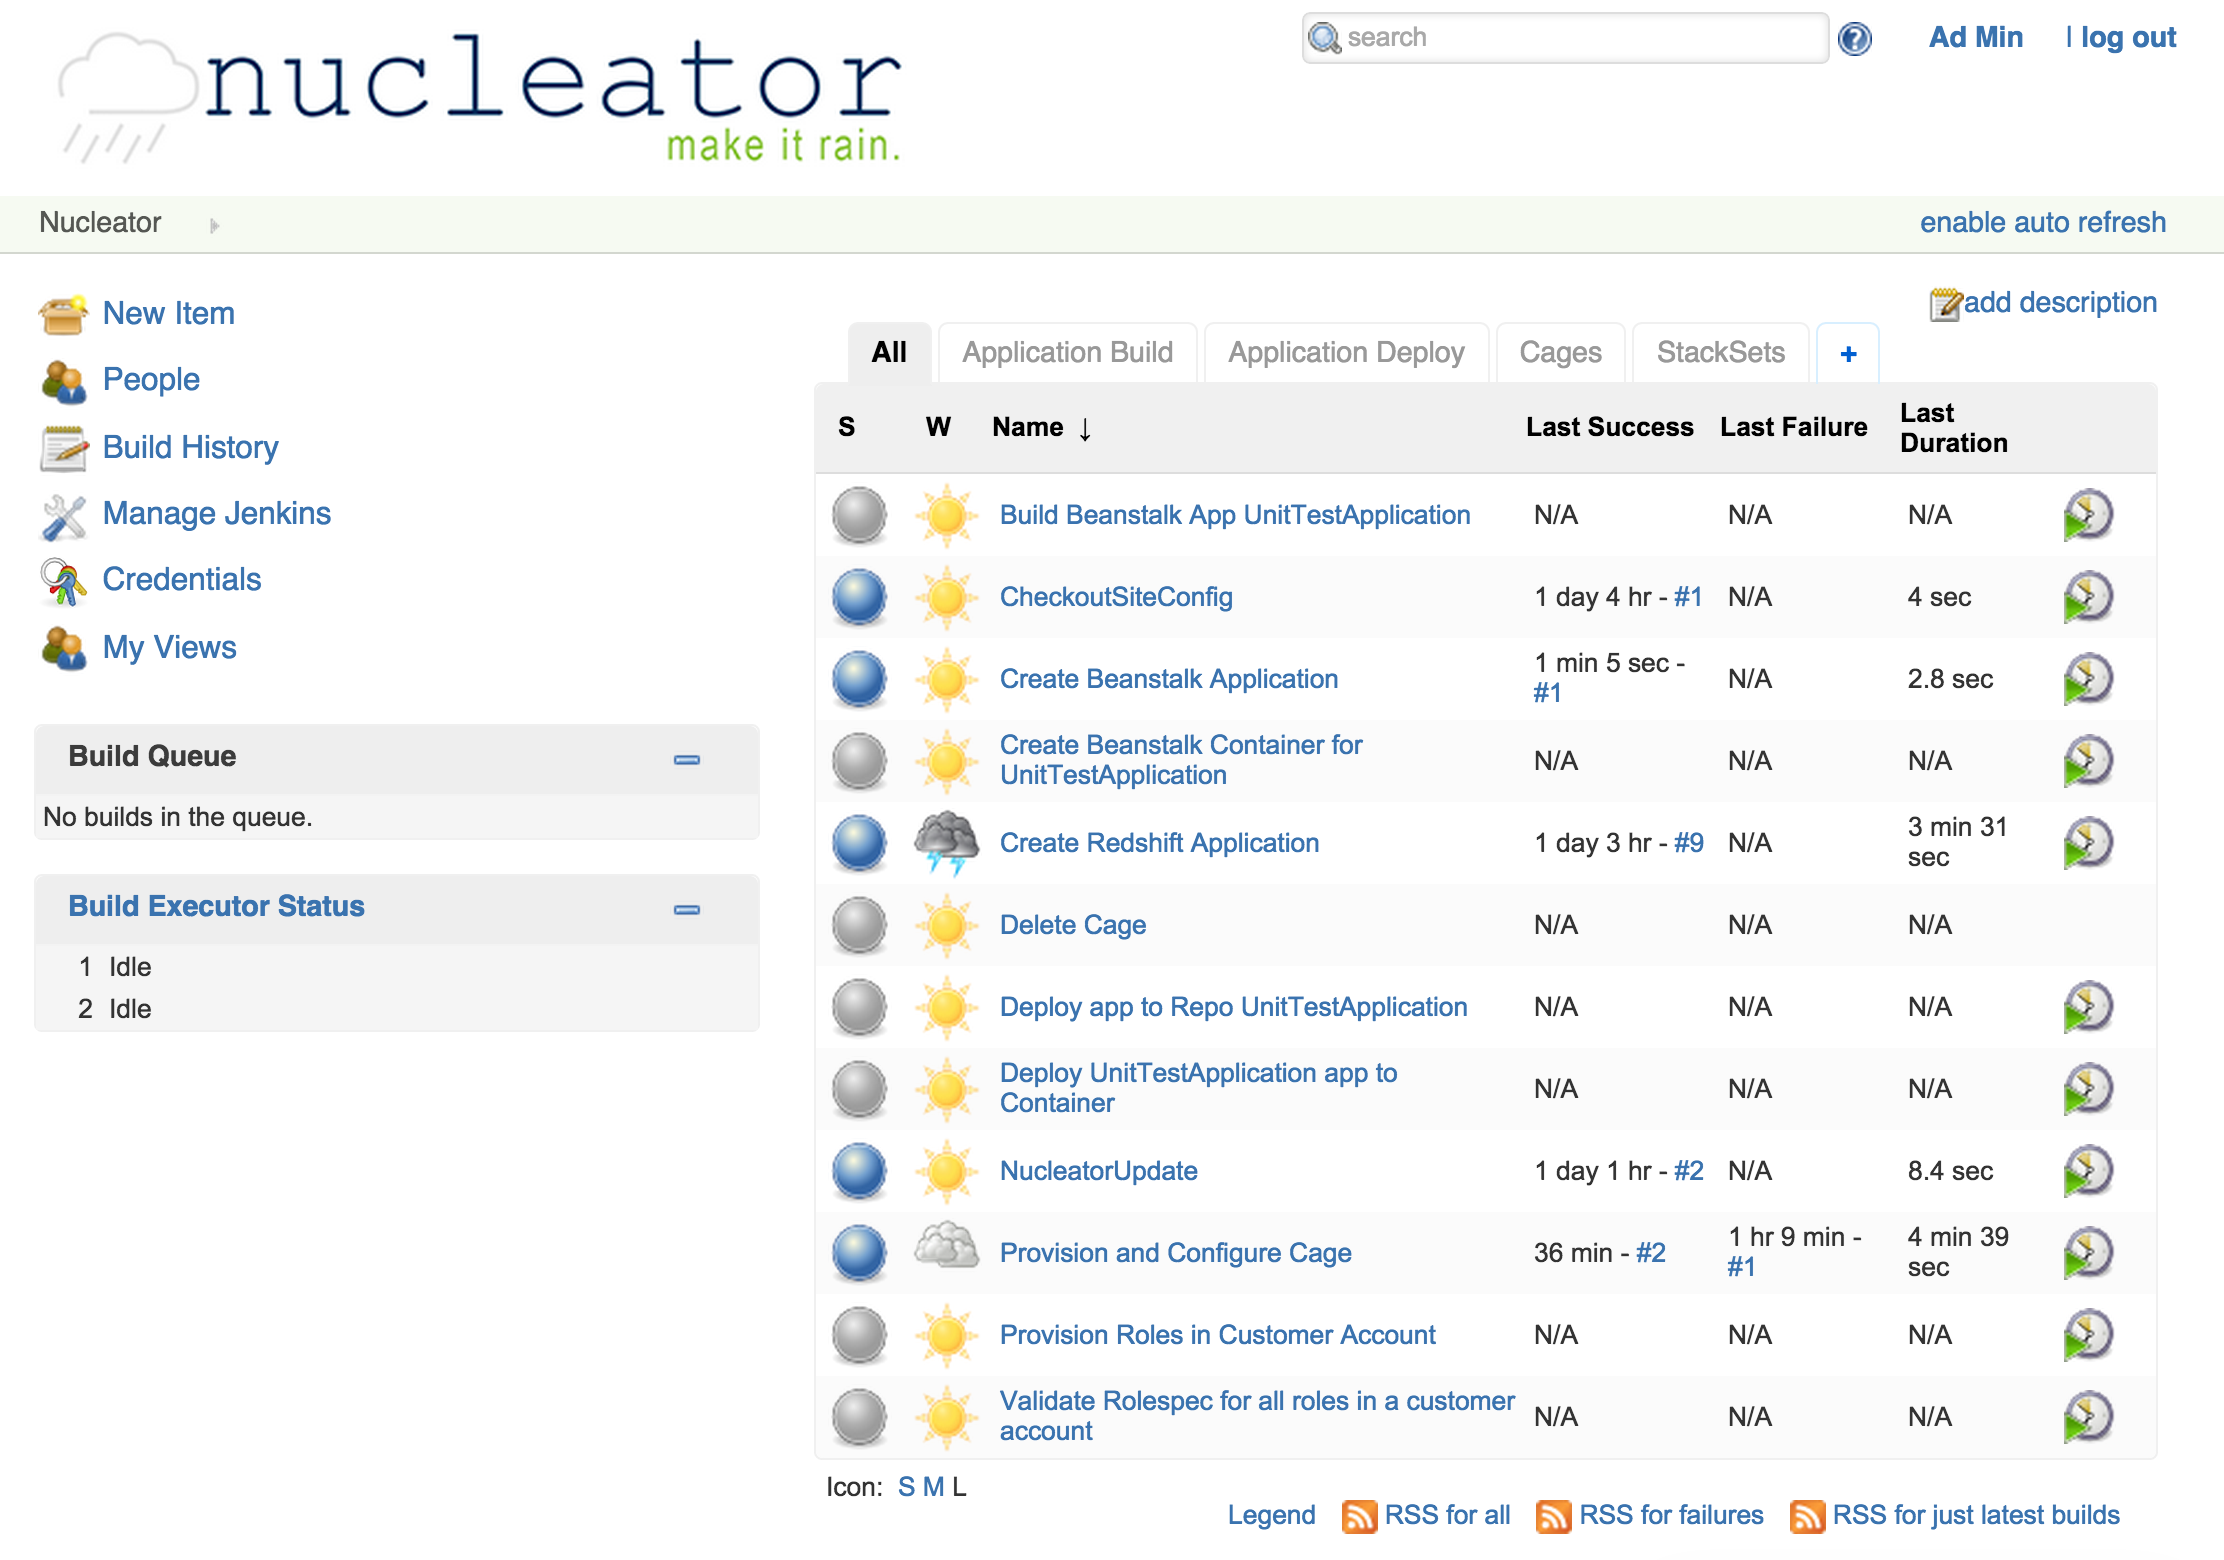 nucleator
make it rain.
search
Ad Min
| log out
Nucleator
enable auto refresh
New Item
People
Build History
Manage Jenkins
Credentials
My Views
Build Queue
No builds in the queue.
Build Executor Status
1 Idle
2 Idle
add description
All Application Build Application Deploy Cages StackSets +
S W Name ↓ Last Success Last Failure Last
Duration
Build Beanstalk App UnitTestApplication N/A N/A N/A
CheckoutSiteConfig 1 day 4 hr - #1 N/A 4 sec
Create Beanstalk Application 1 min 5 sec -
#1 N/A 2.8 sec
Create Beanstalk Container for
UnitTestApplication N/A N/A N/A
Create Redshift Application 1 day 3 hr - #9 N/A 3 min 31
sec
Delete Cage N/A N/A N/A
Deploy app to Repo UnitTestApplication N/A N/A N/A
Deploy UnitTestApplication app to
Container N/A N/A N/A
NucleatorUpdate 1 day 1 hr - #2 N/A 8.4 sec
Provision and Configure Cage 36 min - #2 1 hr 9 min -
#1 4 min 39
sec
Provision Roles in Customer Account N/A N/A N/A
Validate Rolespec for all roles in a customer
account N/A N/A N/A
Icon: S M L
Legend RSS for all RSS for failures RSS for just latest builds